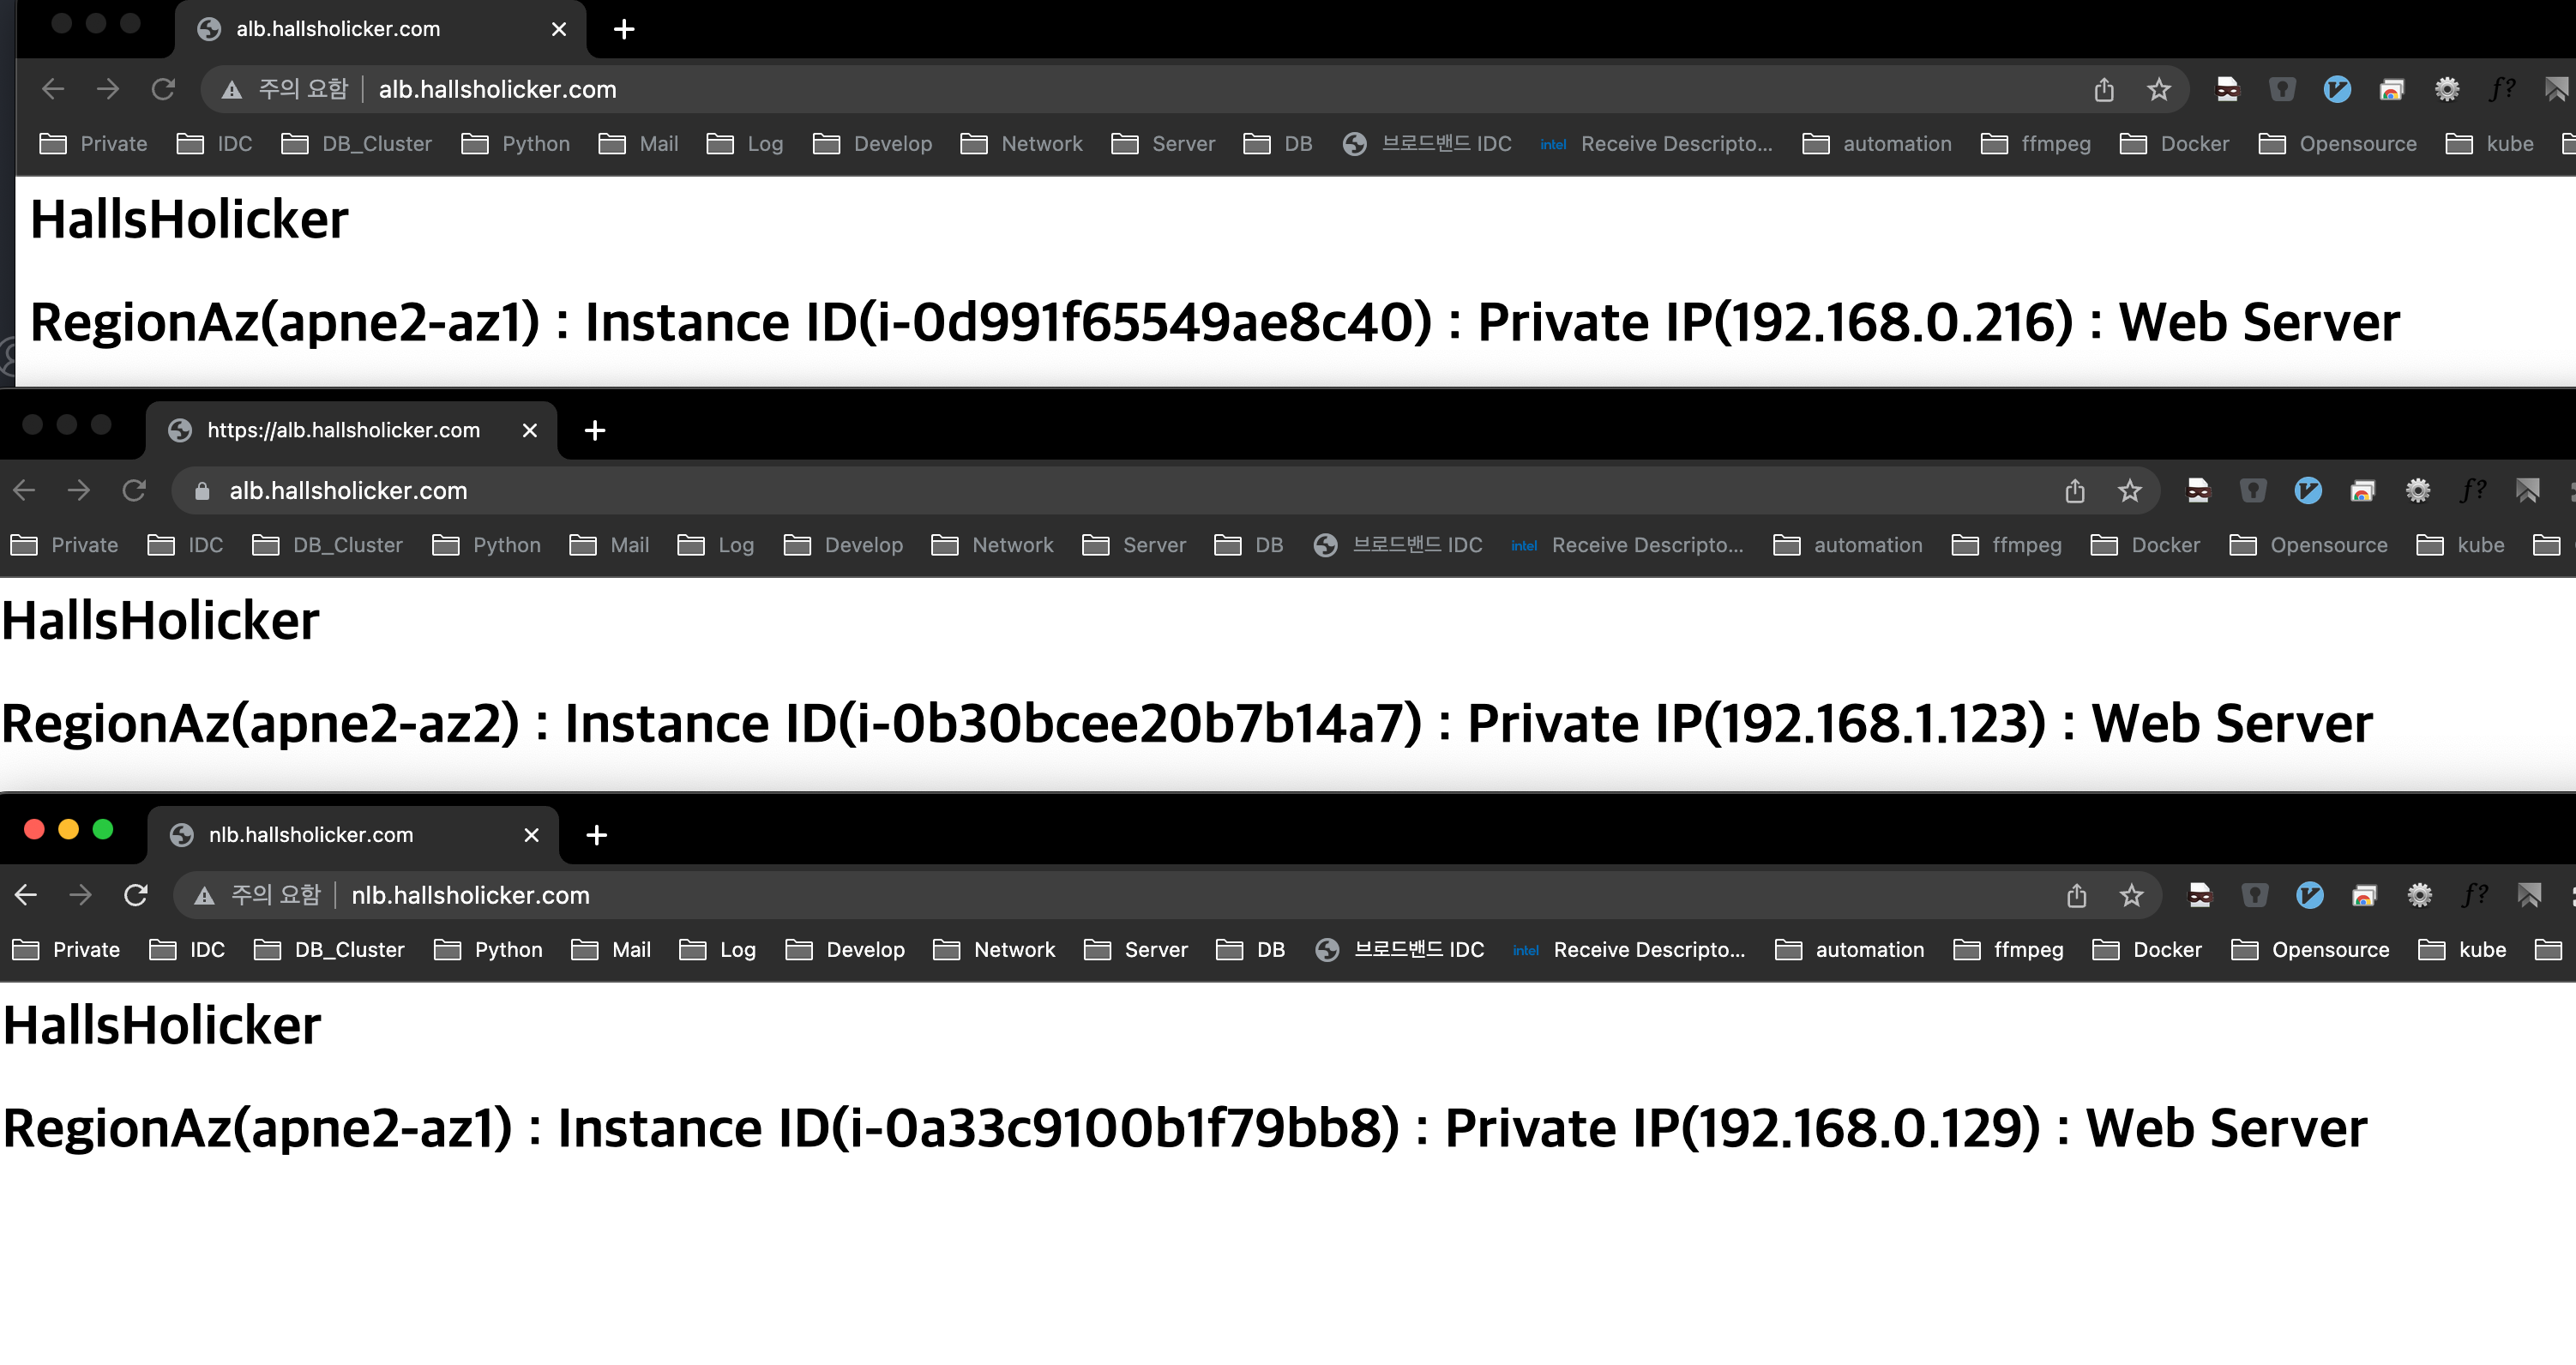 alb.hallsholicker.com
주의 요함 alb.hallsholicker.com
Private IDC DB_Cluster Python Mail Log Develop Network Server DB 브로드밴드 IDC intel Receive Descripto... automation ffmpeg Docker Opensource kube
HallsHolicker
RegionAz(apne2-az1) : Instance ID(i-0d991f65549ae8c40) : Private IP(192.168.0.216) : Web Server
https://alb.hallsholicker.com
alb.hallsholicker.com
Private IDC DB_Cluster Python Mail Log Develop Network Server DB 브로드밴드 IDC intel Receive Descripto... automation ffmpeg Docker Opensource kube
HallsHolicker
RegionAz(apne2-az2) : Instance ID(i-0b30bcee20b7b14a7) : Private IP(192.168.1.123) : Web Server
nlb.hallsholicker.com
주의 요함 nlb.hallsholicker.com
Private IDC DB_Cluster Python Mail Log Develop Network Server DB 브로드밴드 IDC intel Receive Descripto... automation ffmpeg Docker Opensource kube
HallsHolicker
RegionAz(apne2-az1) : Instance ID(i-0a33c9100b1f79bb8) : Private IP(192.168.0.129) : Web Server